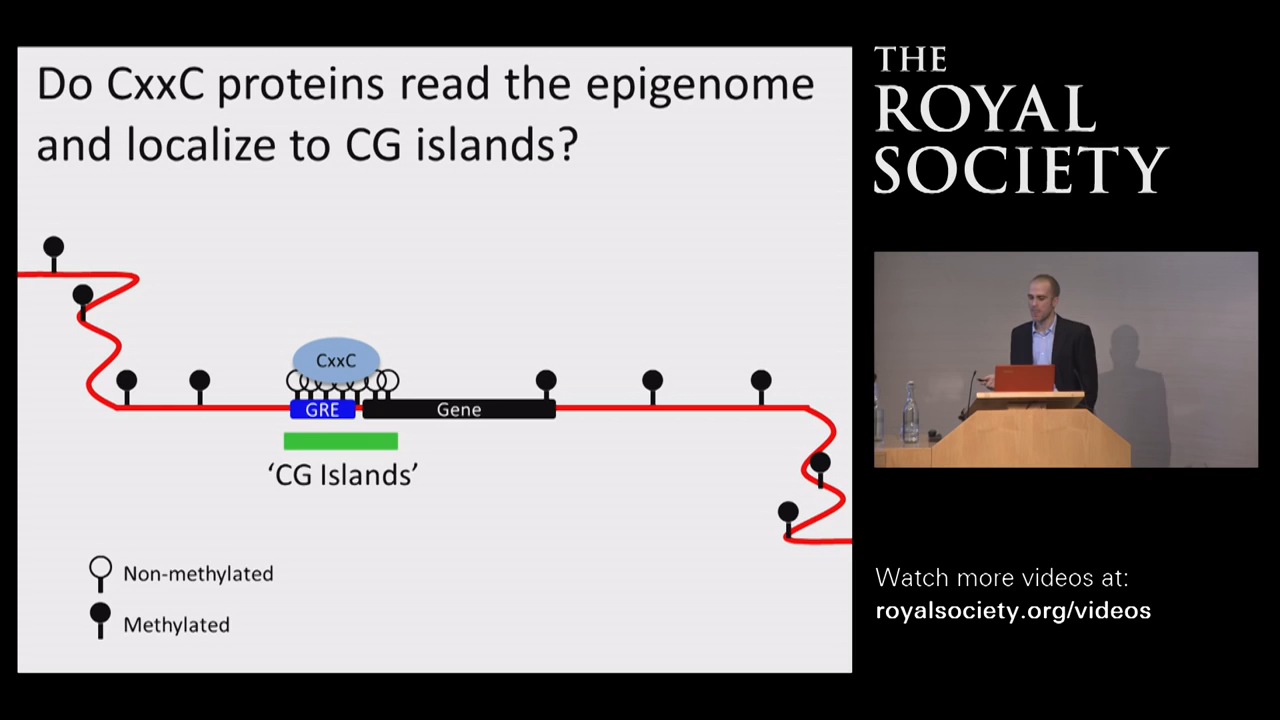 Do CxxC proteins read the epigenome
and localize to CG islands?
CxxC
GRE
Gene
‘CG Islands’
Non-methylated
Methylated
THE
ROYAL
SOCIETY
Watch more videos at:
royalsociety.org/videos